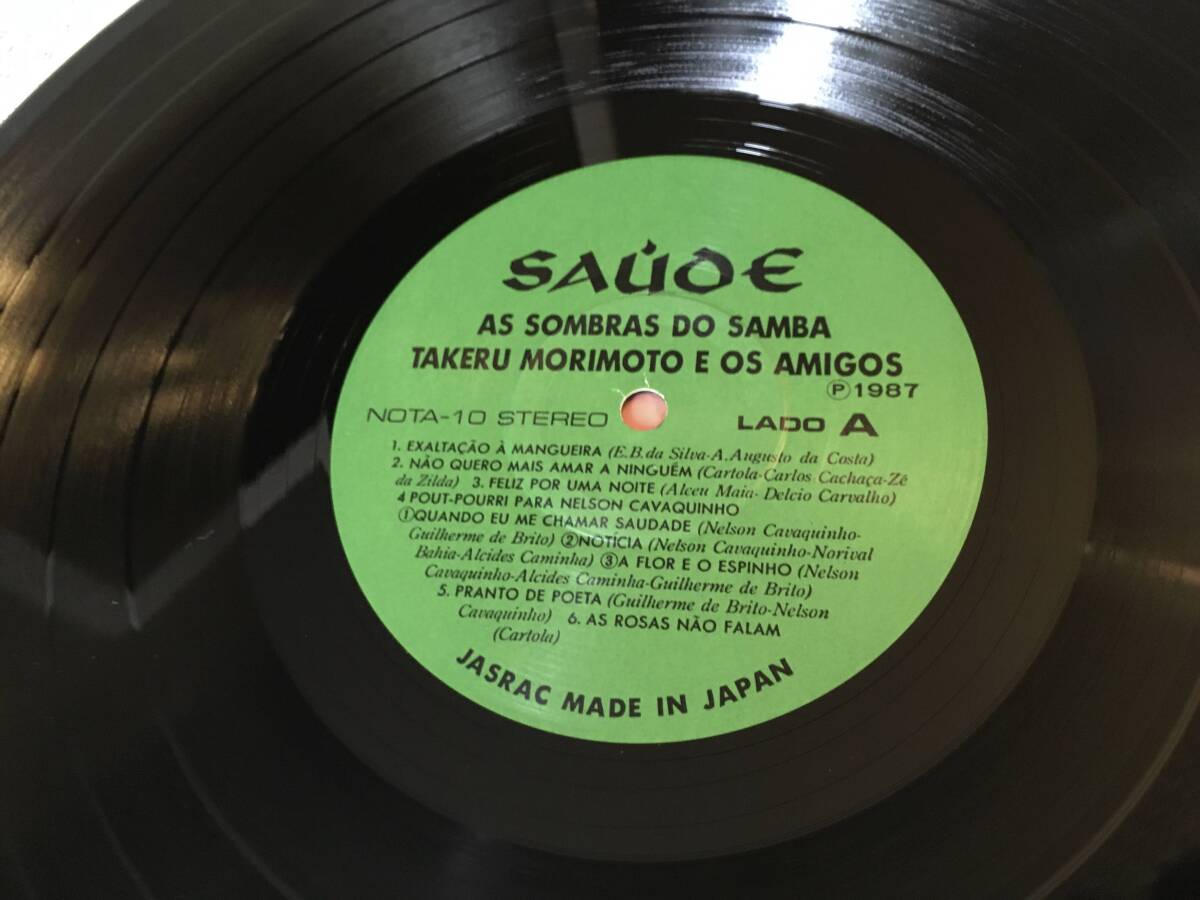 SAÚDE
AS SOMBRAS DO SAMBA
TAKERU MORIMOTO E OS AMIGOS
Ⓟ1987
NOTA-10 STEREO LADO A
1. EXALTAÇÃO À MANGUEIRA (E.B.da Silva-A.Augusto da Costa)
2. NÃO QUERO MAIS AMAR A NINGUÉM (Cartola-Carlos Cachaça-Zé
da Zilda) 3. FELIZ POR UMA NOITE (Alceu Maia- Delcio Carvalho)
4 POUT-POURRI PARA NELSON CAVAQUINHO
①QUANDO EU ME CHAMAR SAUDADE (Nelson Cavaquinho-
Guilherme de Brito) ②NOTÍCIA (Nelson Cavaquinho-Norival
Bahia-Alcides Caminha) ③A FLOR E O ESPINHO (Nelson
Cavaquinho-Alcides Caminha-Guilherme de Brito)
5. PRANTO DE POETA (Guilherme de Brito-Nelson
Cavaquinho) 6. AS ROSAS NÃO FALAM
(Cartola)
JASRAC MADE IN JAPAN